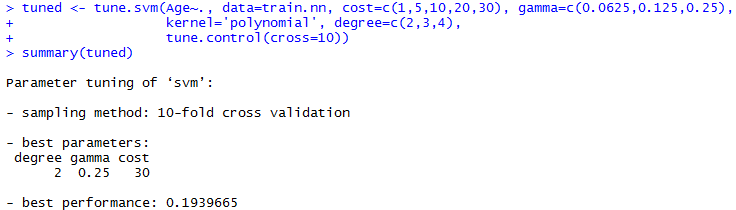 > tuned <- tune.svm(Age~., data=train.nn, cost=c(1,5,10,20,30), gamma=c(0.0625,0.125,0.25),
+                   kernel='polynomial', degree=c(2,3,4),
+                   tune.control(cross=10))
> summary(tuned)

Parameter tuning of ‘svm’:

- sampling method: 10-fold cross validation

- best parameters:
 degree gamma cost
      2  0.25   30

- best performance: 0.1939665